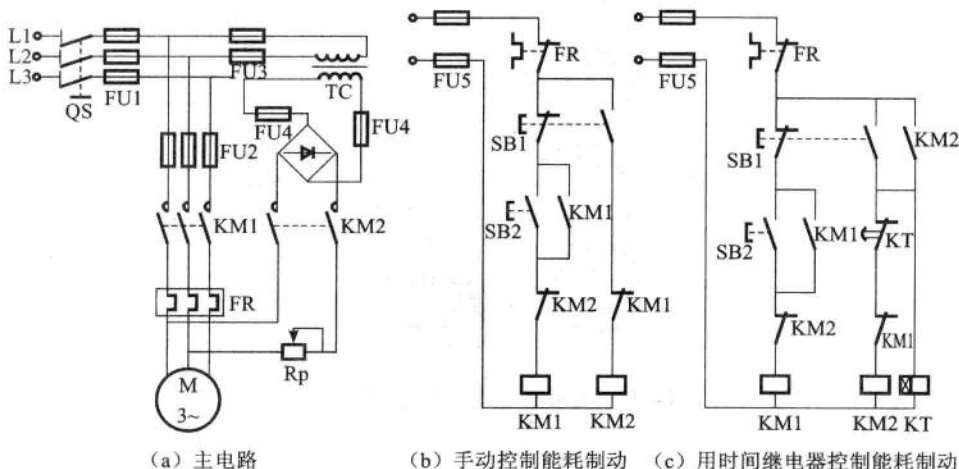 L1
L2
L3
QS
FU1
FU3
TC
FU4
FU4
FU2
KM1
KM2
FR
Rp
M
3~
(a) 主电路
FU5
FR
SB1
SB2
KM1
KM2
KM1
KM1
KM2
(b) 手动控制能耗制动
FU5
FR
SB1
KM2
SB2
KM1
KT
KM2
KM1
KM1
KM2
KT
(c) 用时间继电器控制能耗制动